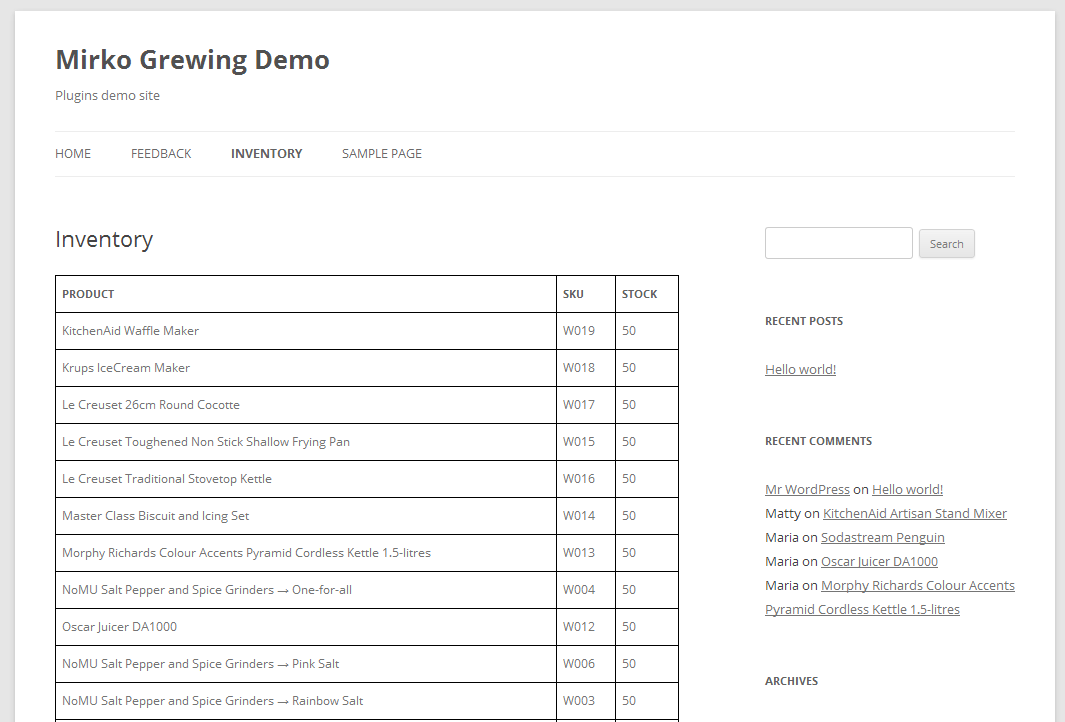 Mirko Grewing Demo
Plugins demo site
HOME FEEDBACK INVENTORY SAMPLE PAGE
Inventory
PRODUCT SKU STOCK
KitchenAid Waffle Maker W019 50
Krups IceCream Maker W018 50
Le Creuset 26cm Round Cocotte W017 50
Le Creuset Toughened Non Stick Shallow Frying Pan W015 50
Le Creuset Traditional Stovetop Kettle W016 50
Master Class Biscuit and Icing Set W014 50
Morphy Richards Colour Accents Pyramid Cordless Kettle 1.5-litres W013 50
NoMU Salt Pepper and Spice Grinders → One-for-all W004 50
Oscar Juicer DA1000 W012 50
NoMU Salt Pepper and Spice Grinders → Pink Salt W006 50
NoMU Salt Pepper and Spice Grinders → Rainbow Salt W003 50
Search
RECENT POSTS
Hello world!
RECENT COMMENTS
Mr WordPress on Hello world!
Matty on KitchenAid Artisan Stand Mixer
Maria on Sodastream Penguin
Maria on Oscar Juicer DA1000
Maria on Morphy Richards Colour Accents
Pyramid Cordless Kettle 1.5-litres
ARCHIVES